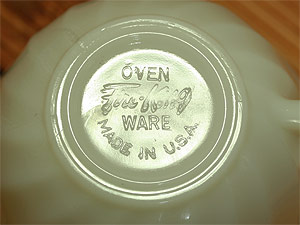 OVEN
Fire-King
WARE
MADE IN U.S.A.